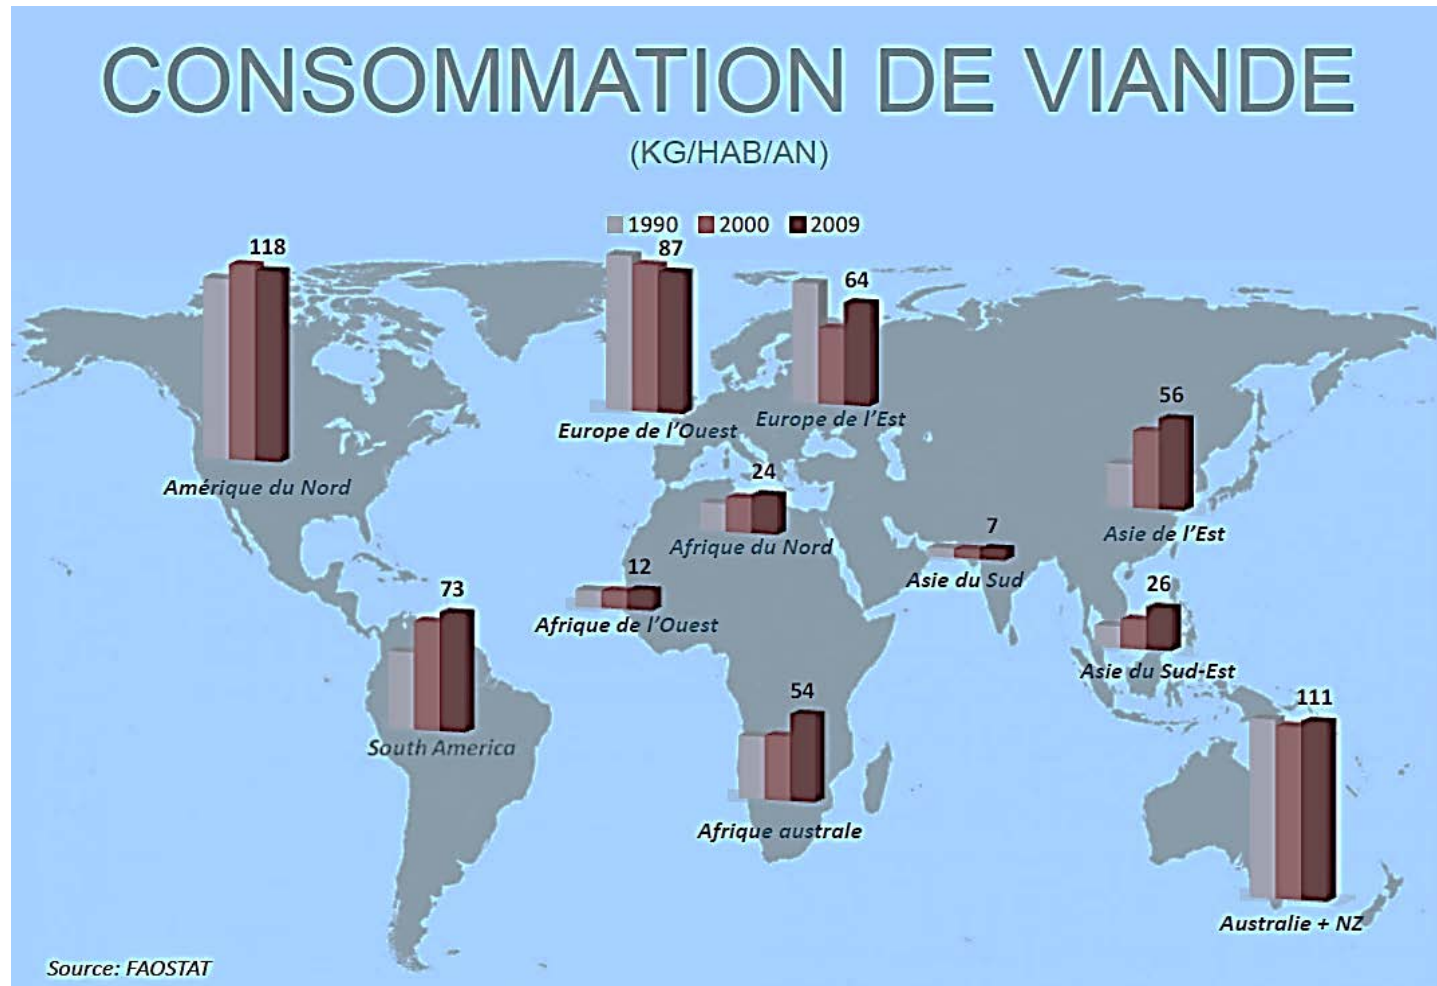 CONSOMMATION DE VIANDE
(KG/HAB/AN)
1990 2000 2009
118
Amérique du Nord
87
Europe de l'Ouest
64
Europe de l'Est
56
Asie de l'Est
24
Afrique du Nord
7
Asie du Sud
12
Afrique de l'Ouest
26
Asie du Sud-Est
73
South America
54
Afrique australe
111
Australie + NZ
Source: FAOSTAT